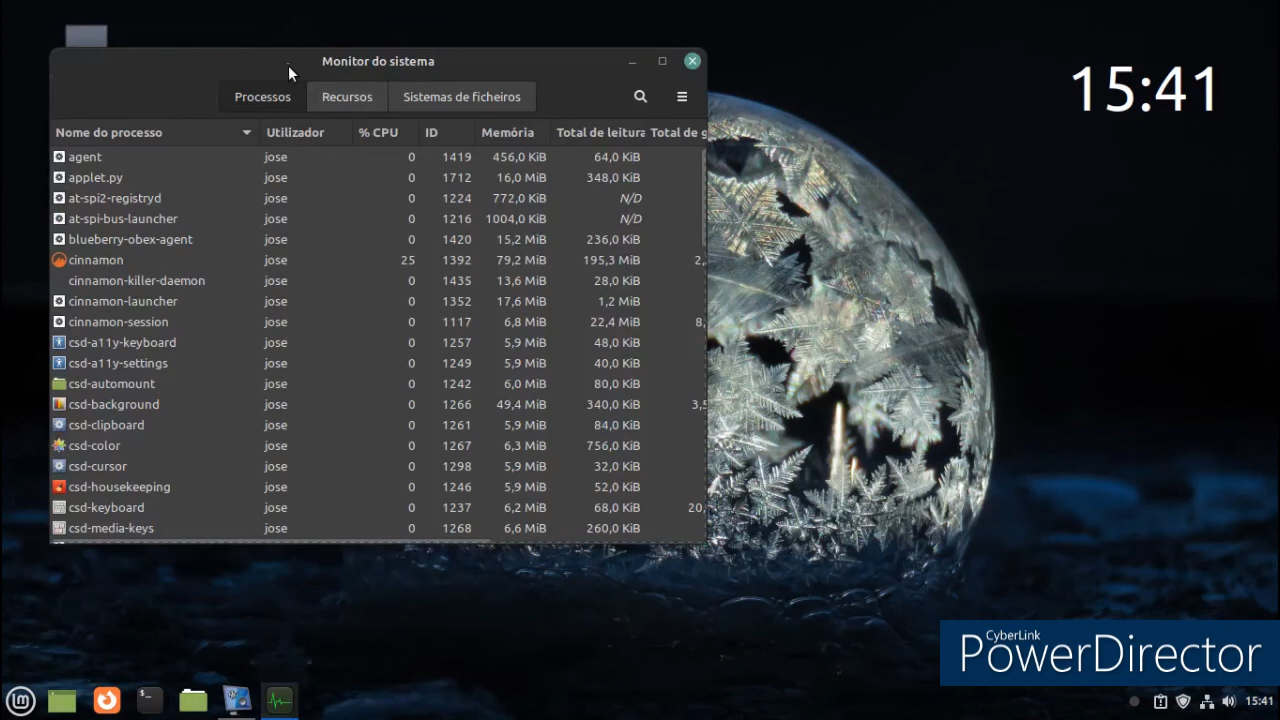 Monitor do sistema
15:41
Processos Recursos Sistemas de ficheiros
Nome do processo Utilizador % CPU ID Memória Total de leitura Total de g
agent jose 0 1419 456,0 KiB 64,0 KiB
applet.py jose 0 1712 16,0 MiB 348,0 KiB
at-spi2-registryd jose 0 1224 772,0 KiB N/D
at-spi-bus-launcher jose 0 1216 1004,0 KiB N/D
blueberry-obex-agent jose 0 1420 15,2 MiB 236,0 KiB
cinnamon jose 25 1392 79,2 MiB 195,3 MiB 2,
cinnamon-killer-daemon jose 0 1435 13,6 MiB 28,0 KiB
cinnamon-launcher jose 0 1352 17,6 MiB 1,2 MiB
cinnamon-session jose 0 1117 6,8 MiB 22,4 MiB 8,
csd-a11y-keyboard jose 0 1257 5,9 MiB 48,0 KiB
csd-a11y-settings jose 0 1249 5,9 MiB 40,0 KiB
csd-automount jose 0 1242 6,0 MiB 80,0 KiB
csd-background jose 0 1266 49,4 MiB 340,0 KiB 3,5
csd-clipboard jose 0 1261 5,9 MiB 84,0 KiB
csd-color jose 0 1267 6,3 MiB 756,0 KiB
csd-cursor jose 0 1298 5,9 MiB 32,0 KiB
csd-housekeeping jose 0 1246 5,9 MiB 52,0 KiB
csd-keyboard jose 0 1237 6,2 MiB 68,0 KiB 20,
csd-media-keys jose 0 1268 6,6 MiB 260,0 KiB
CyberLink
PowerDirector
15:41